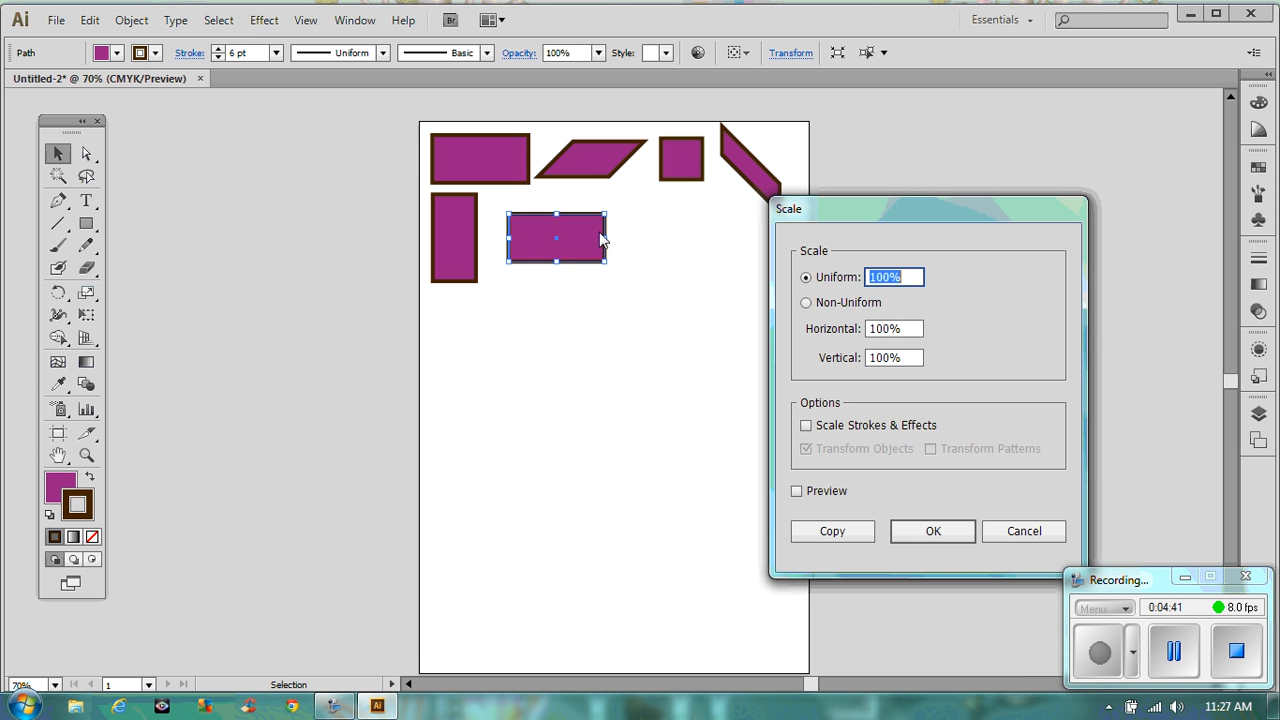 Ai File Edit Object Type Select Effect View Window Help Br Essentials
Path Stroke: 6 pt Uniform Basic Opacity: 100% Style: Transform
Untitled-2* @ 70% (CMYK/Preview)
Scale
Scale
Uniform: 100%
Non-Uniform
Horizontal: 100%
Vertical: 100%
Options
Scale Strokes & Effects
Transform Objects Transform Patterns
Preview
Copy OK Cancel
Recording...
Menu 0:04:41 8.0 fps
70% 1 Selection
11:27 AM